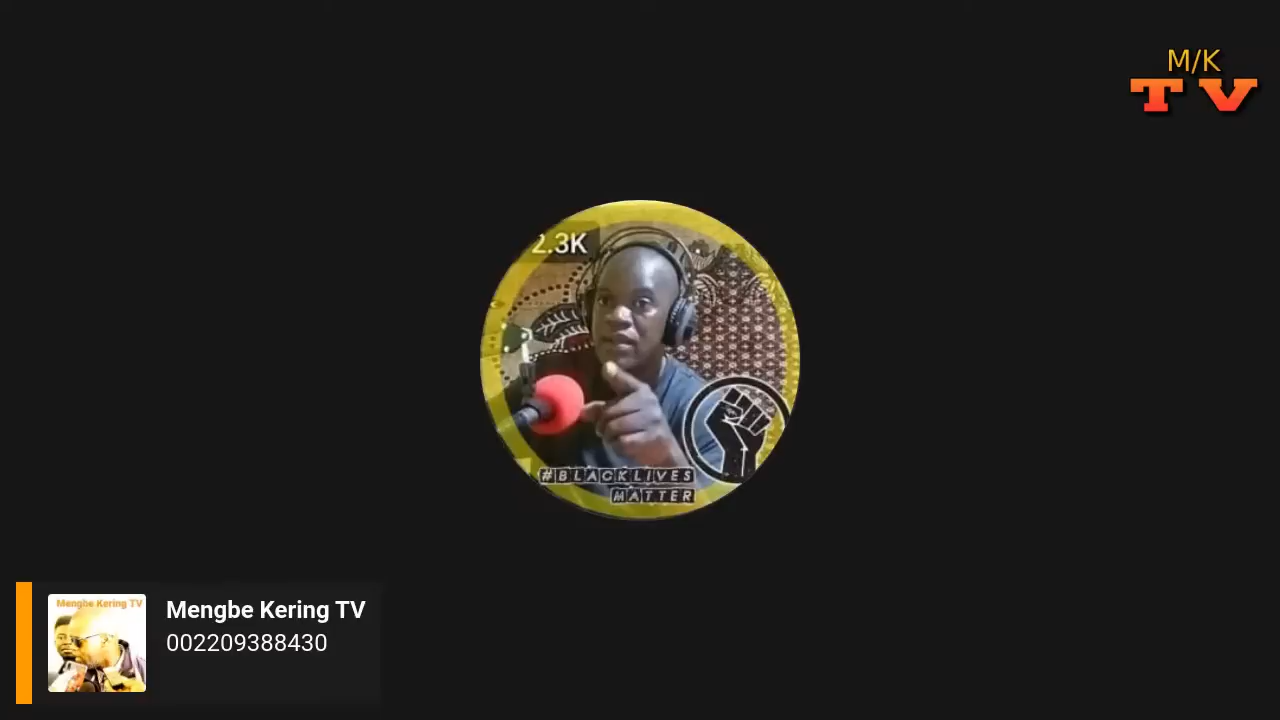 M/K
TV
2.3K
#BLACKLIVES
MATTER
Mengbe Kering TV
Mengbe Kering TV
002209388430